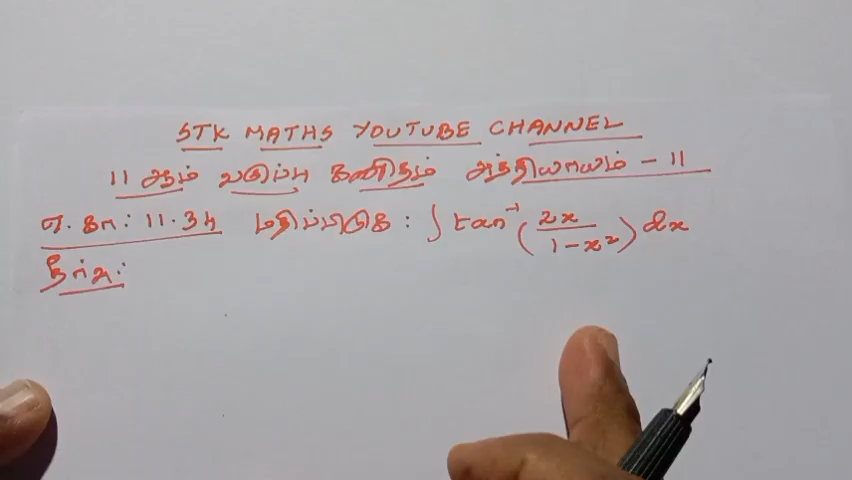 STK MATHS YOUTUBE CHANNEL
11 ஆம் வகுப்பு கணிதம் அத்தியாயம் - 11
எ. கா: 11.34 மதிப்பிடுக : ∫ tan⁻¹ (2x / 1 - x²) dx
தீர்வு: